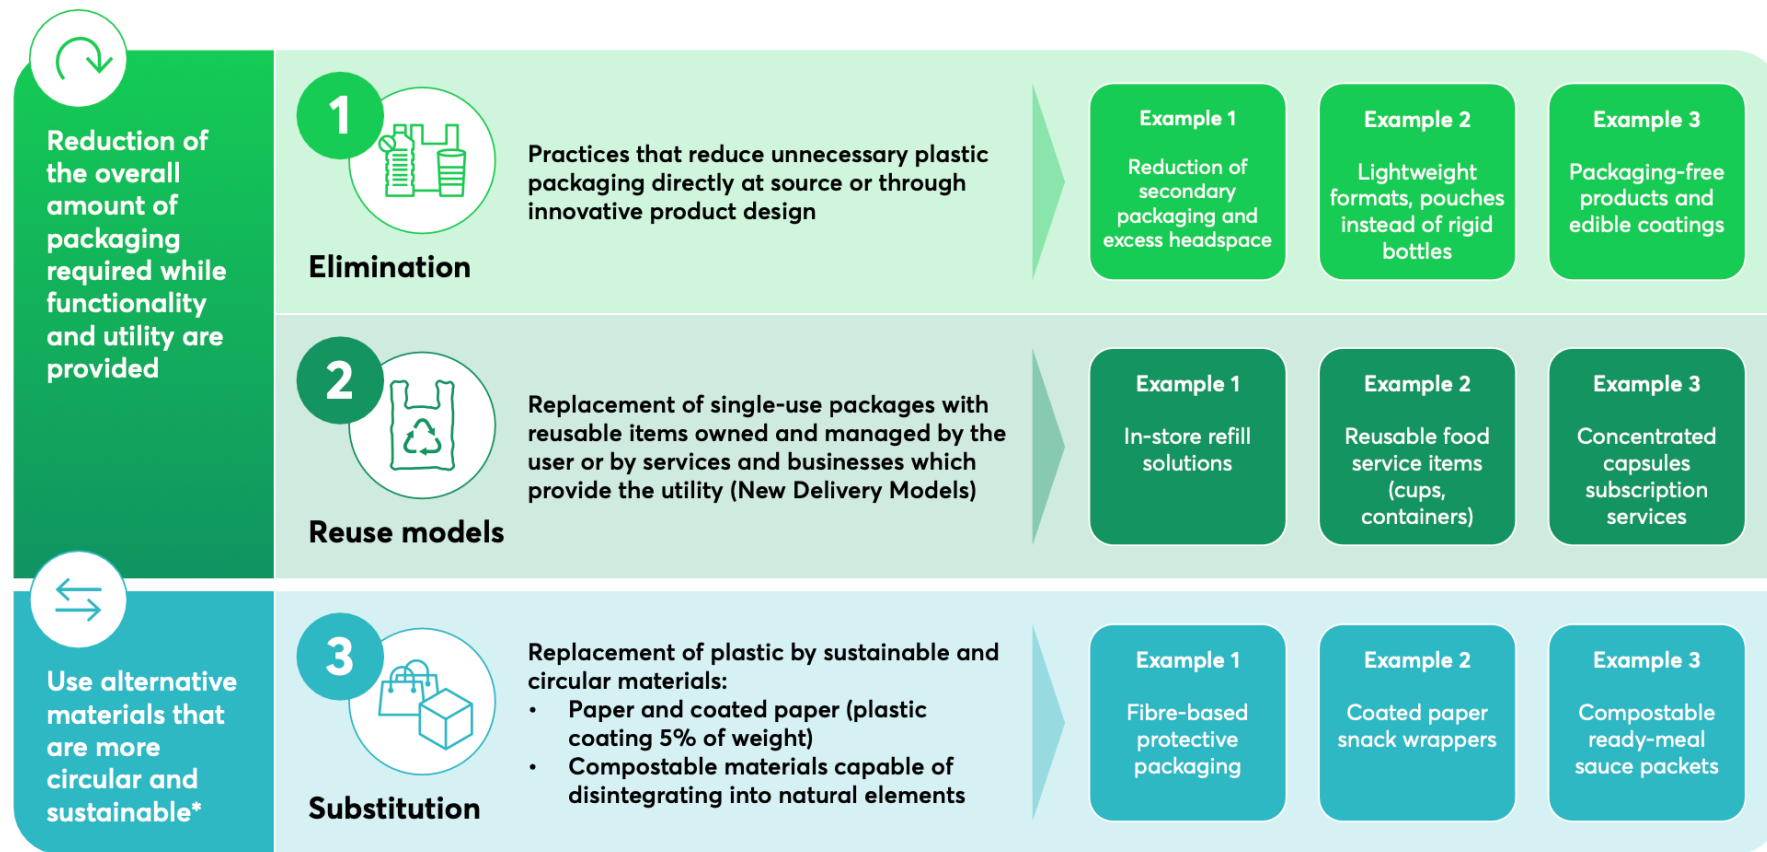 Reduction of
the overall
amount of
packaging
required while
functionality
and utility are
provided
1
Elimination
Practices that reduce unnecessary plastic
packaging directly at source or through
innovative product design
Example 1
Reduction of
secondary
packaging and
excess headspace
Example 2
Lightweight
formats, pouches
instead of rigid
bottles
Example 3
Packaging-free
products and
edible coatings
2
Reuse models
Replacement of single-use packages with
reusable items owned and managed by the
user or by services and businesses which
provide the utility (New Delivery Models)
Example 1
In-store refill
solutions
Example 2
Reusable food
service items
(cups,
containers)
Example 3
Concentrated
capsules
subscription
services
Use alternative
materials that
are more
circular and
sustainable*
3
Substitution
Replacement of plastic by sustainable and
circular materials:
• Paper and coated paper (plastic
coating 5% of weight)
• Compostable materials capable of
disintegrating into natural elements
Example 1
Fibre-based
protective
packaging
Example 2
Coated paper
snack wrappers
Example 3
Compostable
ready-meal
sauce packets